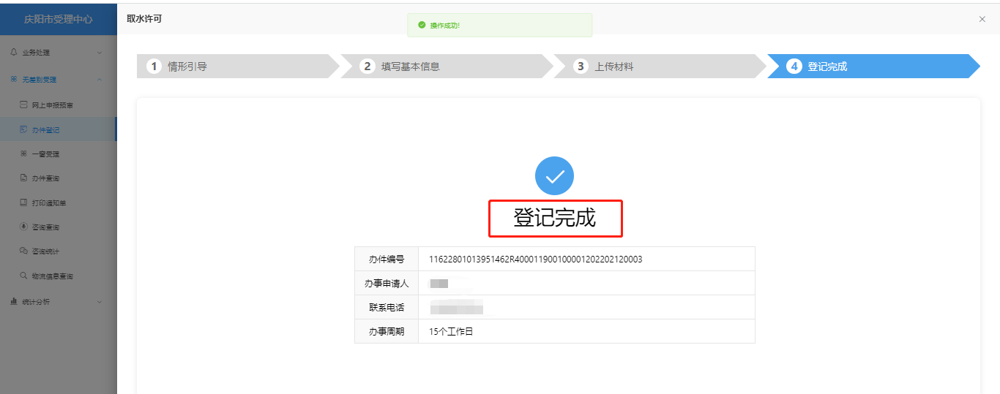 庆阳市受理中心
取水许可
操作成功!
业务处理
无差别受理
网上申报预审
办件登记
一窗受理
办件查询
打印通知单
咨询查询
咨询统计
物流信息查询
统计分析
1 情形引导
2 填写基本信息
3 上传材料
4 登记完成
登记完成
办件编号 11622801013951462R400011900100001202202120003
办事申请人
联系电话
办事周期 15个工作日